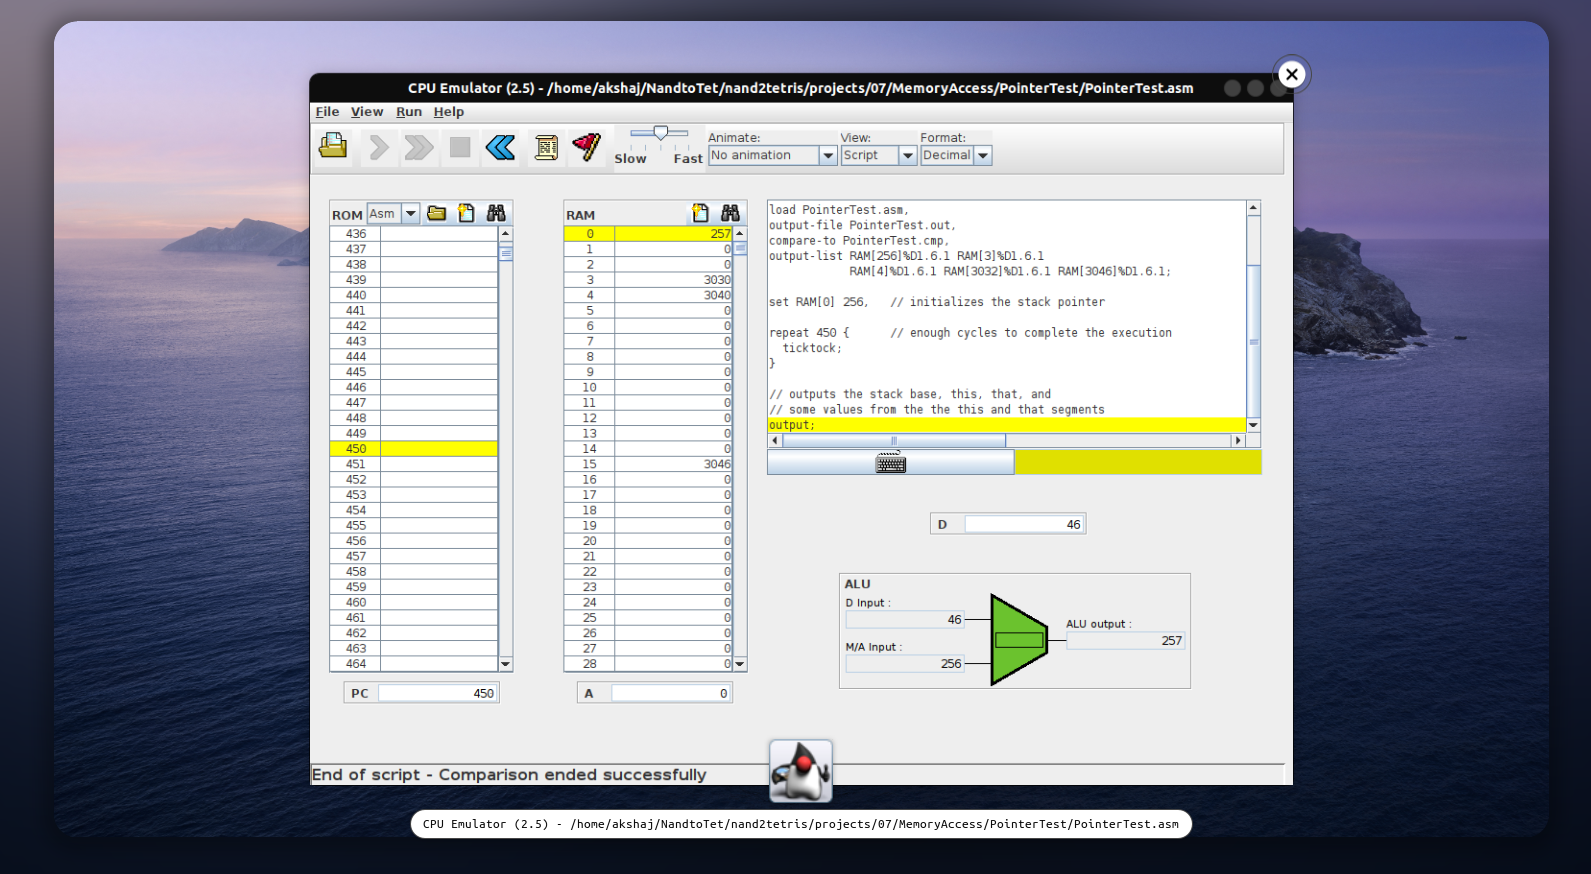 CPU Emulator (2.5) - /home/akshaj/NandtoTet/nand2tetris/projects/07/MemoryAccess/PointerTest/PointerTest.asm
File View Run Help
Slow Fast
Animate:
No animation
View:
Script
Format:
Decimal
ROM Asm
436
437
438
439
440
441
442
443
444
445
446
447
448
449
450
451
452
453
454
455
456
457
458
459
460
461
462
463
464
PC 450
RAM
0 257
1 0
2 0
3 3030
4 3040
5 0
6 0
7 0
8 0
9 0
10 0
11 0
12 0
13 0
14 0
15 3046
16 0
17 0
18 0
19 0
20 0
21 0
22 0
23 0
24 0
25 0
26 0
27 0
28 0
A 0
load PointerTest.asm,
output-file PointerTest.out,
compare-to PointerTest.cmp,
output-list RAM[256]%D1.6.1 RAM[3]%D1.6.1
RAM[4]%D1.6.1 RAM[3032]%D1.6.1 RAM[3046]%D1.6.1;
set RAM[0] 256,   // initializes the stack pointer
repeat 450 {      // enough cycles to complete the execution
ticktock;
}
// outputs the stack base, this, that, and
// some values from the the this and that segments
output;
D 46
ALU
D Input :
46
M/A Input :
256
ALU output :
257
End of script - Comparison ended successfully
CPU Emulator (2.5) - /home/akshaj/NandtoTet/nand2tetris/projects/07/MemoryAccess/PointerTest/PointerTest.asm